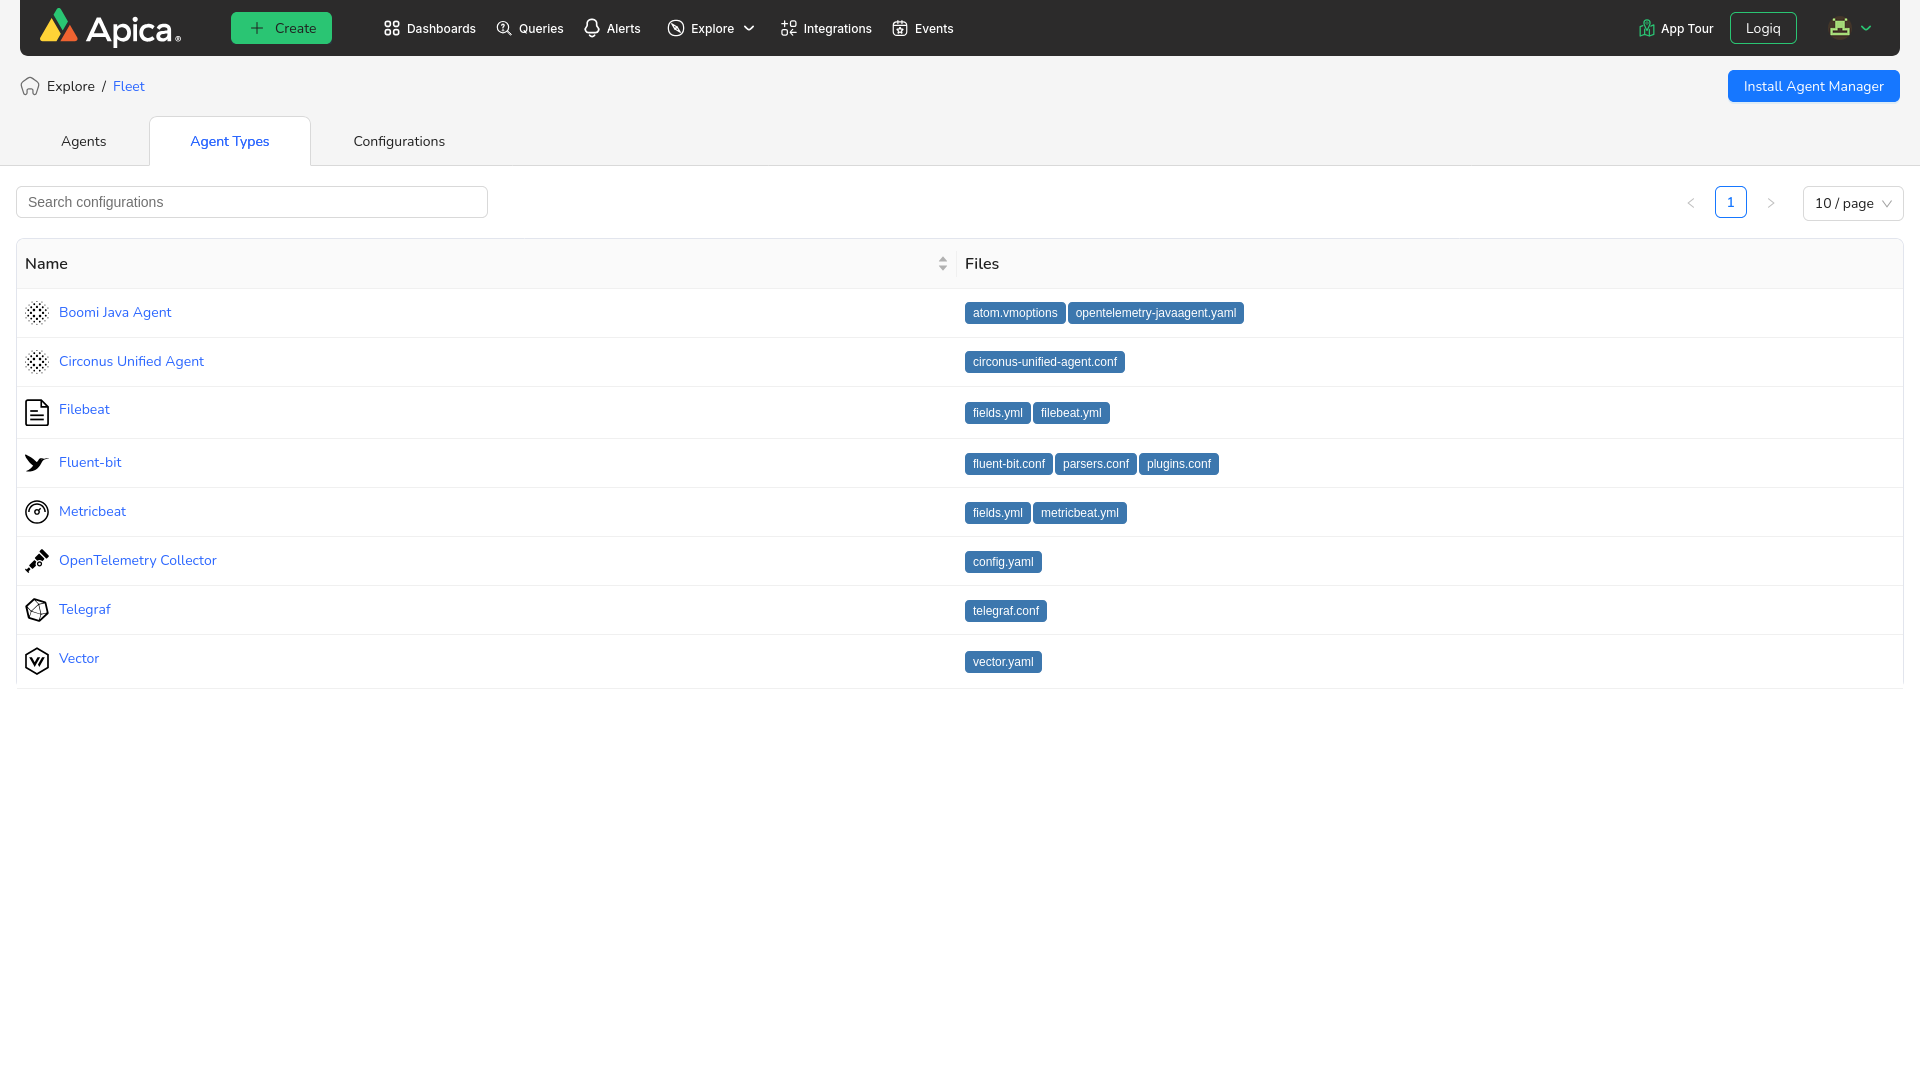 Apica
Create
Dashboards
Queries
Alerts
Explore
Integrations
Events
App Tour
Logiq
Explore / Fleet
Install Agent Manager
Agents
Agent Types
Configurations
Search configurations
1
10 / page
Name
Files
Boomi Java Agent
atom.vmoptions opentelemetry-javaagent.yaml
Circonus Unified Agent
circonus-unified-agent.conf
Filebeat
fields.yml filebeat.yml
Fluent-bit
fluent-bit.conf parsers.conf plugins.conf
Metricbeat
fields.yml metricbeat.yml
OpenTelemetry Collector
config.yaml
Telegraf
telegraf.conf
Vector
vector.yaml